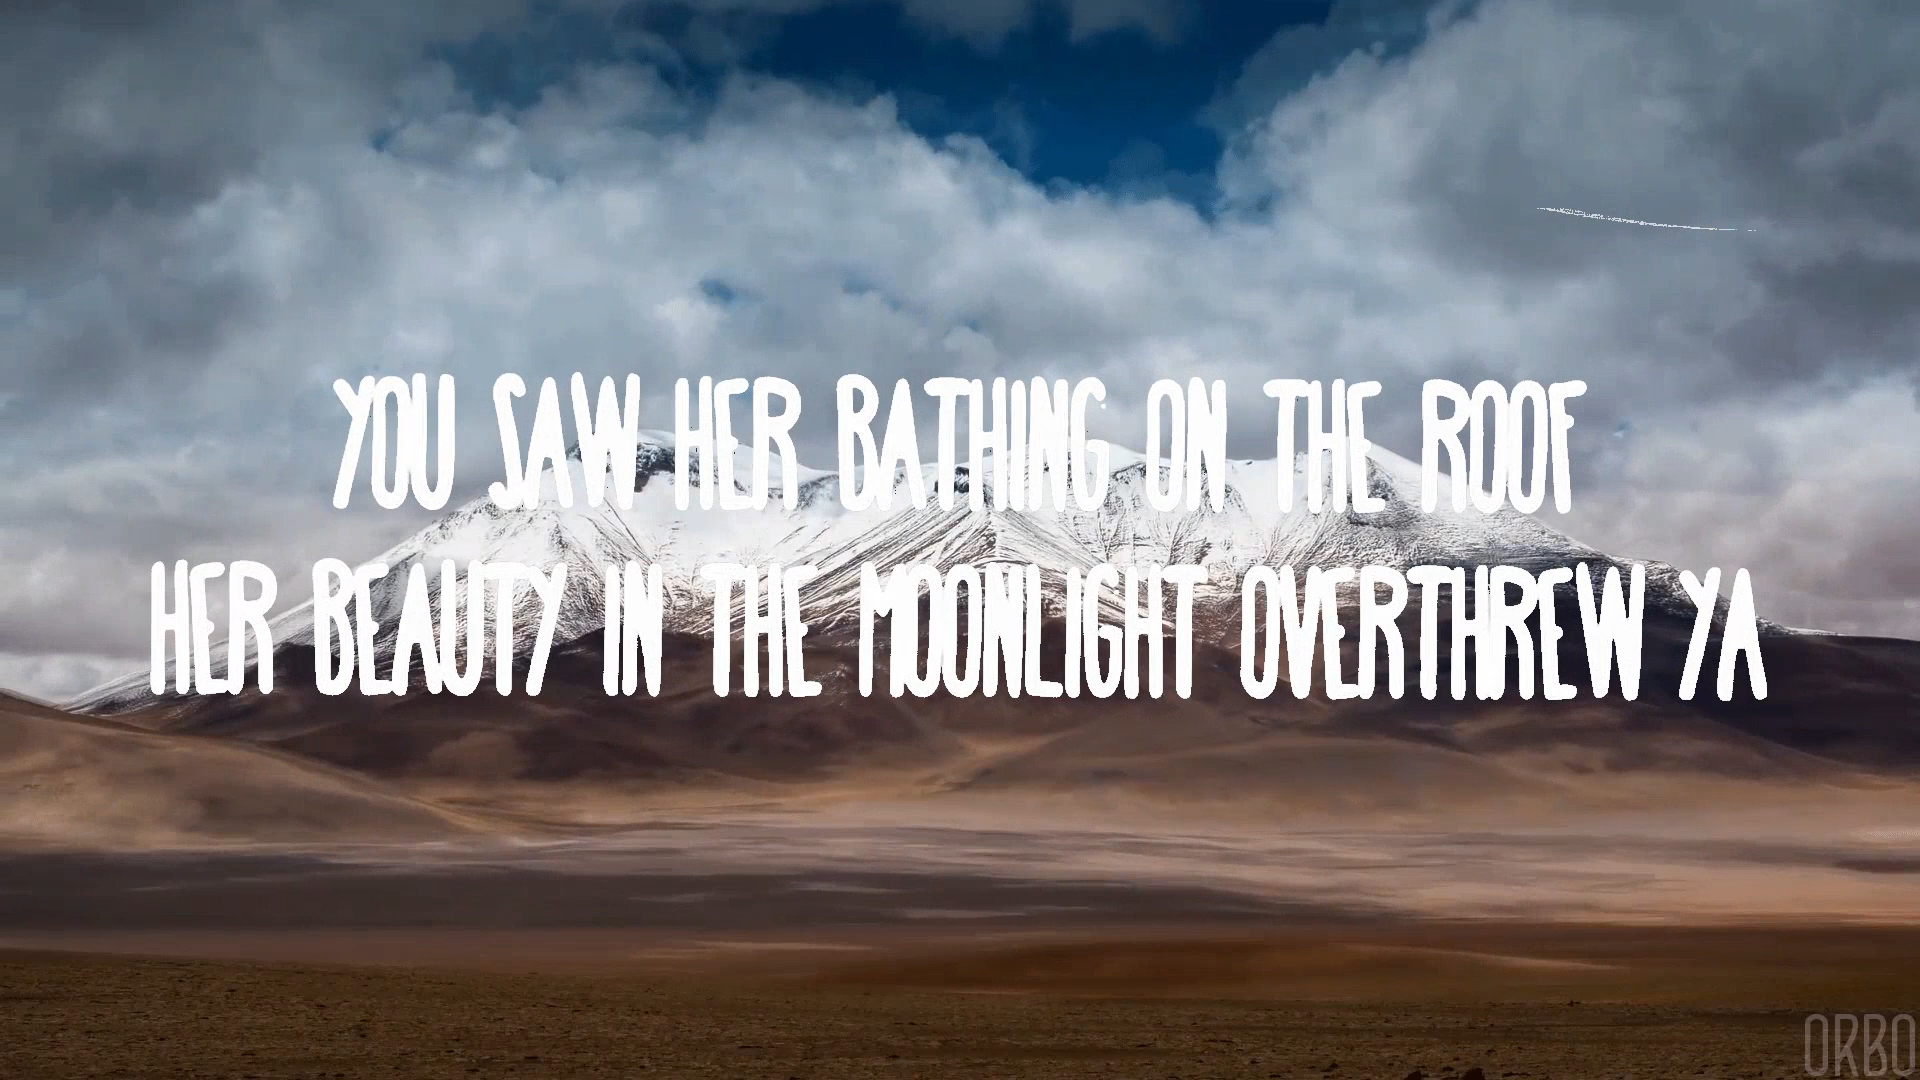 YOU SAW HER BATHING ON THE ROOF
HER BEAUTY IN THE MOONLIGHT OVERTHREW YA
ORBO